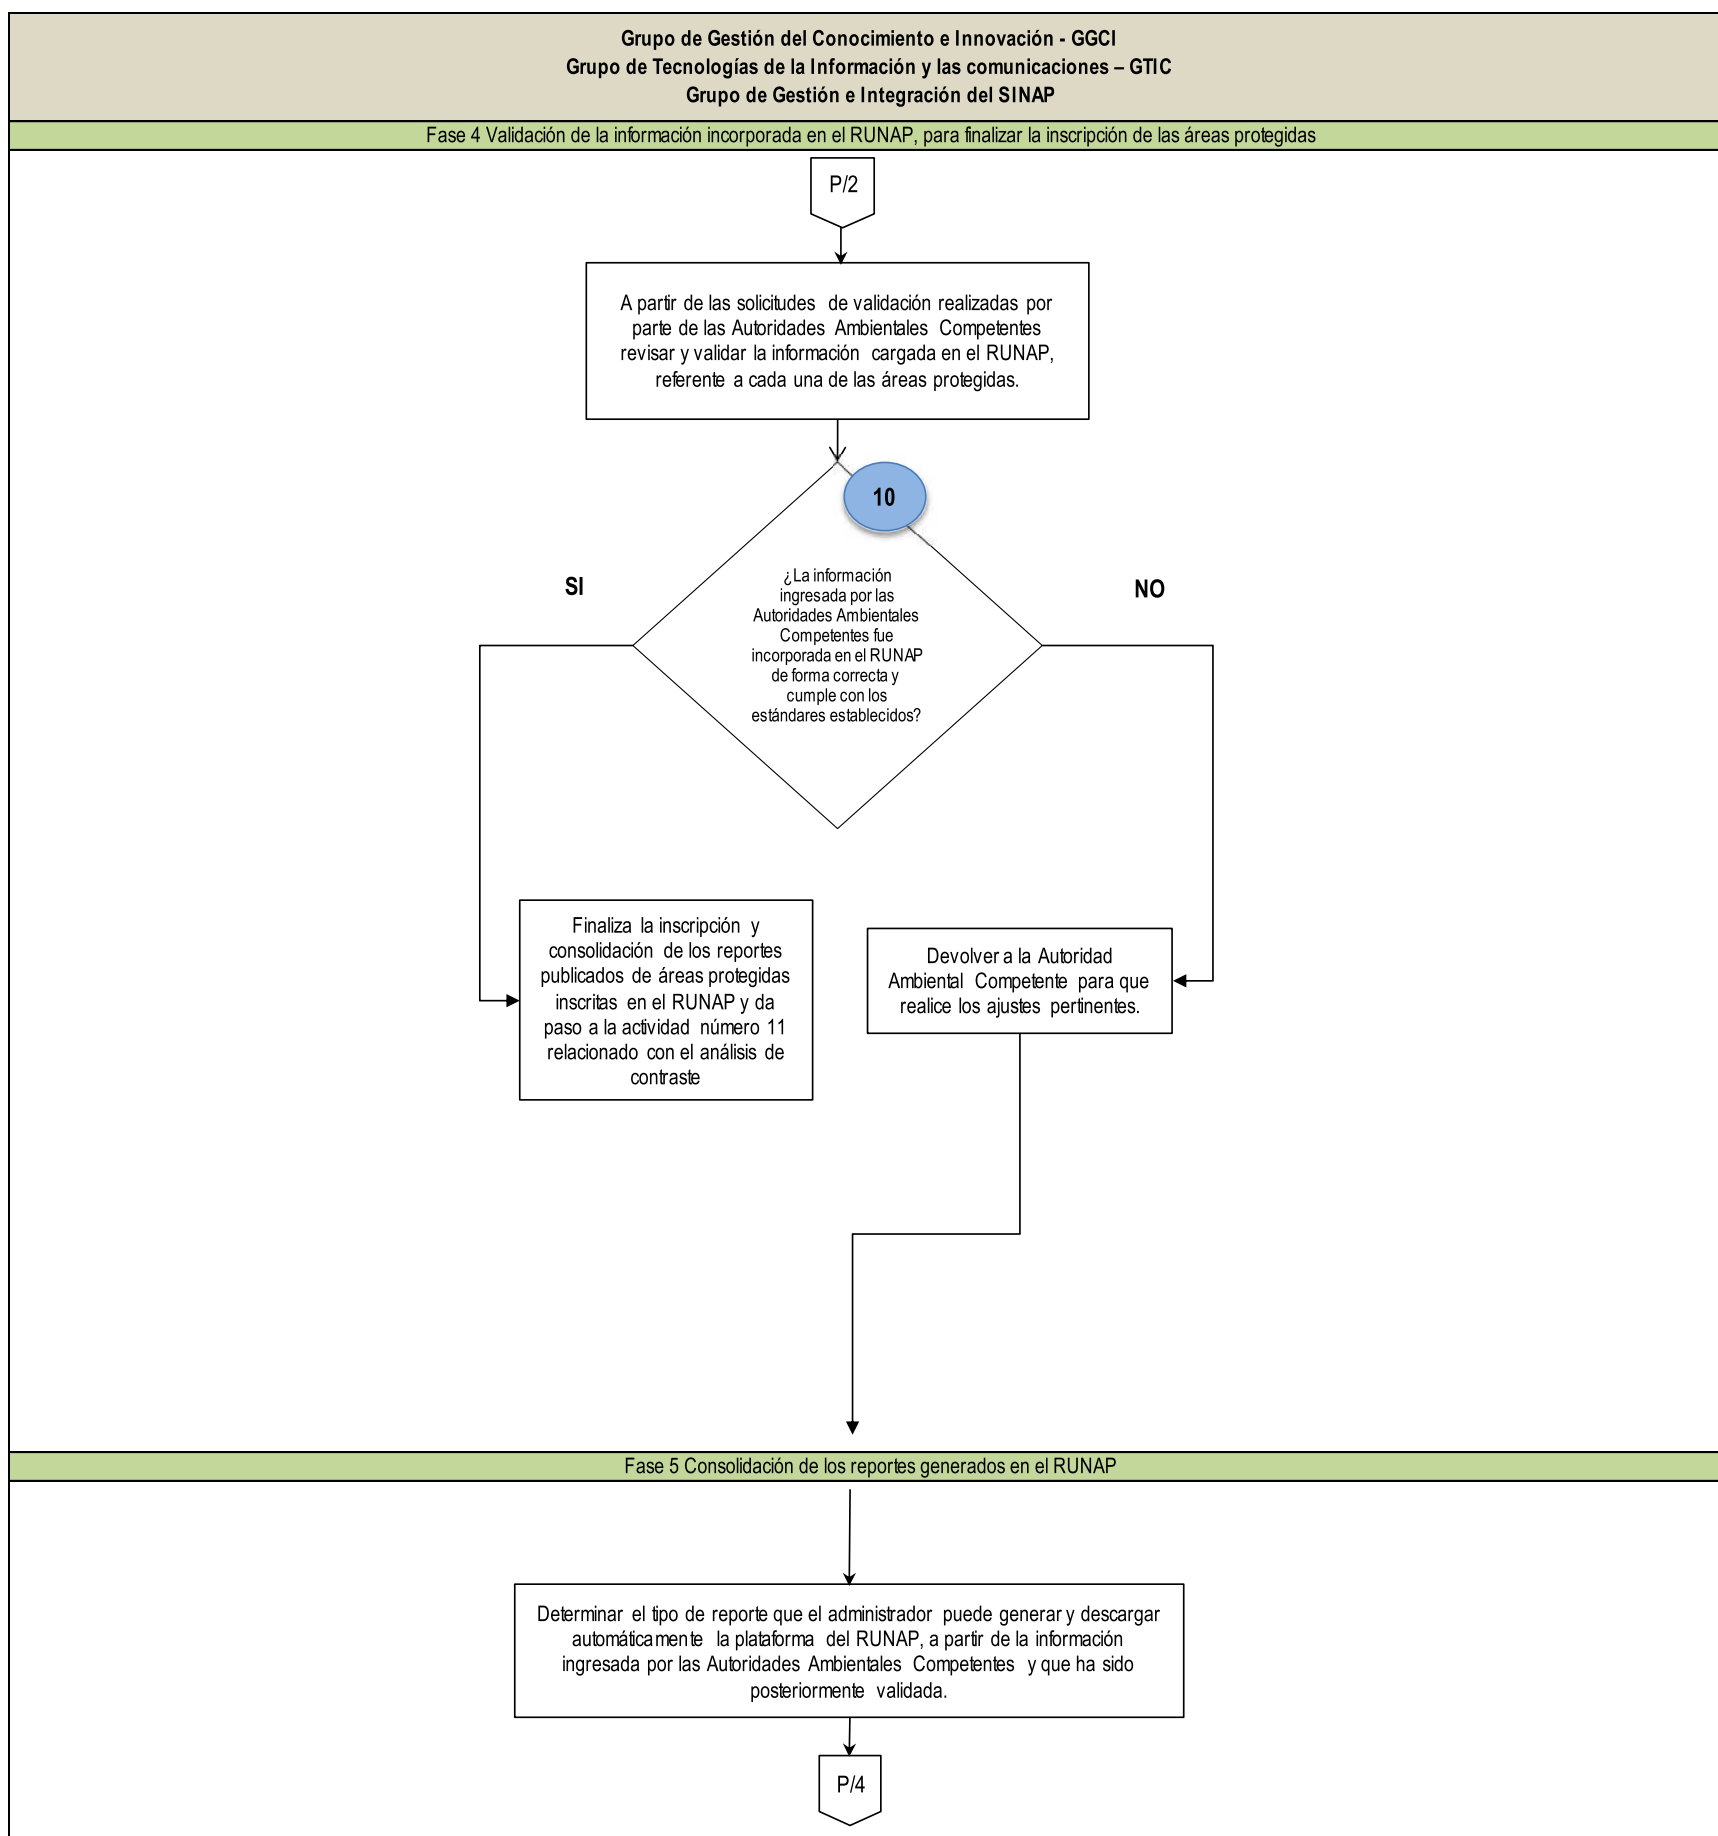 Grupo de Gestión del Conocimiento e Innovación - GGCI
Grupo de Tecnologías de la Información y las comunicaciones – GTIC
Grupo de Gestión e Integración del SINAP
Fase 4 Validación de la información incorporada en el RUNAP, para finalizar la inscripción de las áreas protegidas
P/2
A partir de las solicitudes de validación realizadas por
parte de las Autoridades Ambientales Competentes
revisar y validar la información cargada en el RUNAP,
referente a cada una de las áreas protegidas.
10
¿La información
ingresada por las
Autoridades Ambientales
Competentes fue
incorporada en el RUNAP
de forma correcta y
cumple con los
estándares establecidos?
SI
NO
Finaliza la inscripción y
consolidación de los reportes
publicados de áreas protegidas
inscritas en el RUNAP y da
paso a la actividad número 11
relacionado con el análisis de
contraste
Devolver a la Autoridad
Ambiental Competente para que
realice los ajustes pertinentes.
Fase 5 Consolidación de los reportes generados en el RUNAP
Determinar el tipo de reporte que el administrador puede generar y descargar
automáticamente la plataforma del RUNAP, a partir de la información
ingresada por las Autoridades Ambientales Competentes y que ha sido
posteriormente validada.
P/4